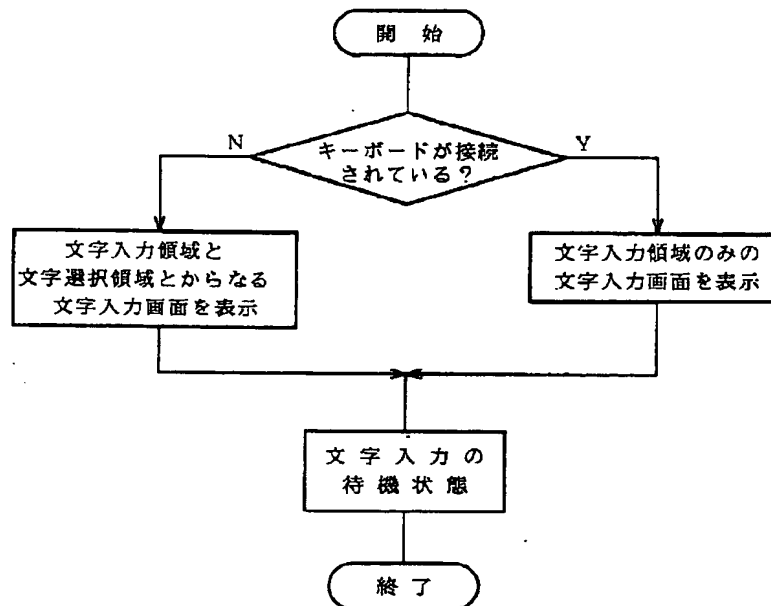 開始
キーボードが接続
されている?
N
Y
文字入力領域と
文字選択領域とからなる
文字入力画面を表示
文字入力領域のみの
文字入力画面を表示
文字入力の
待機状態
終了